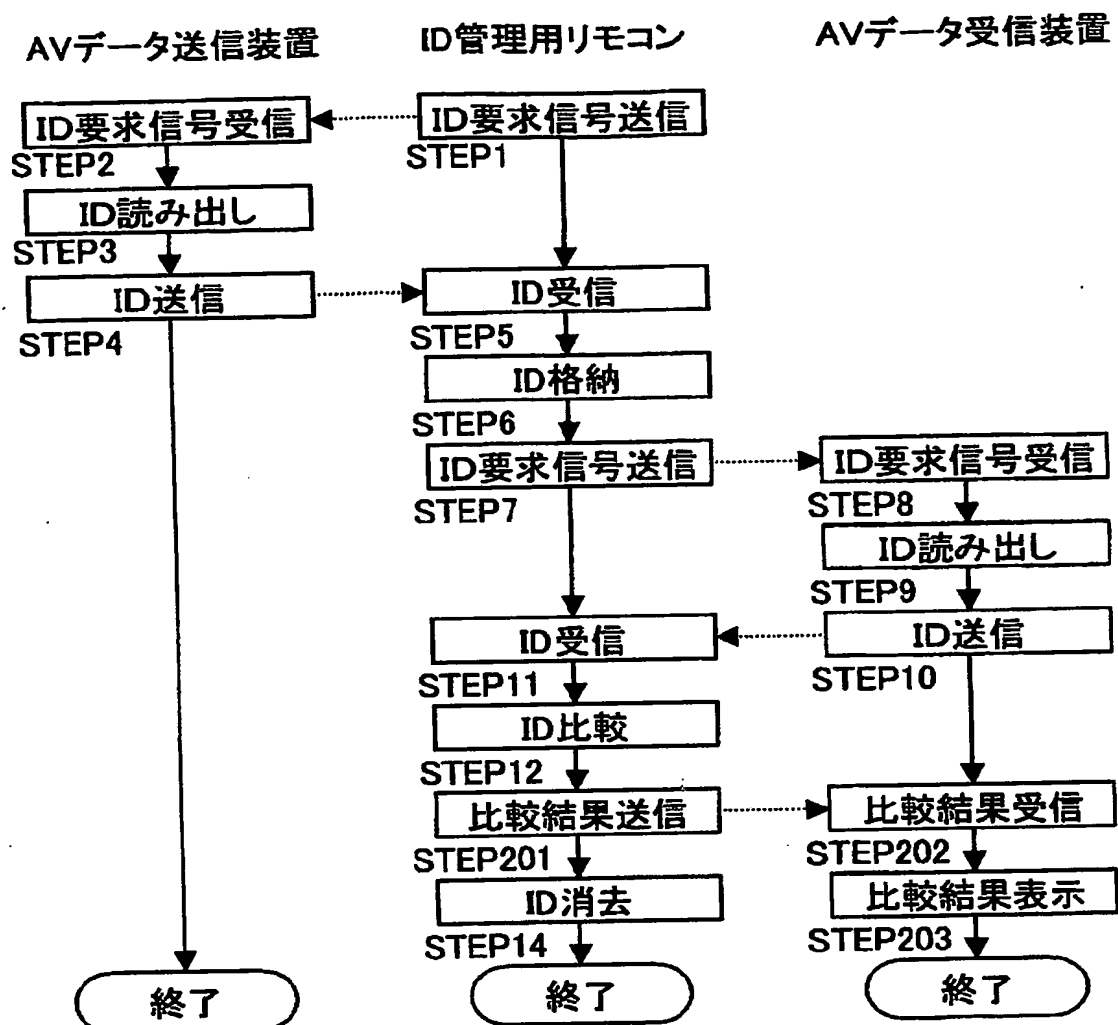 AVデータ送信装置
ID管理用リモコン
AVデータ受信装置
ID要求信号受信
ID要求信号送信
STEP2
STEP1
ID読み出し
STEP3
ID送信
ID受信
STEP4
STEP5
ID格納
STEP6
ID要求信号送信
ID要求信号受信
STEP7
STEP8
ID読み出し
STEP9
ID受信
ID送信
STEP11
STEP10
ID比較
STEP12
比較結果送信
比較結果受信
STEP201
STEP202
ID消去
比較結果表示
STEP14
STEP203
終了
終了
終了